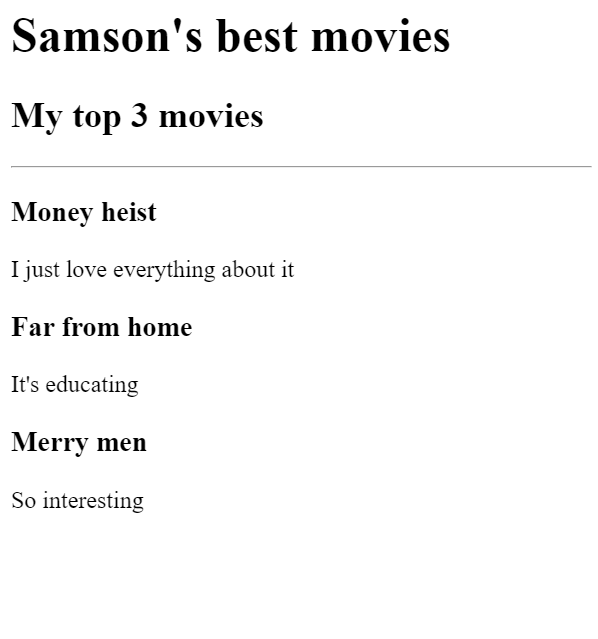 Samson's best movies
My top 3 movies
Money heist
I just love everything about it
Far from home
It's educating
Merry men
So interesting